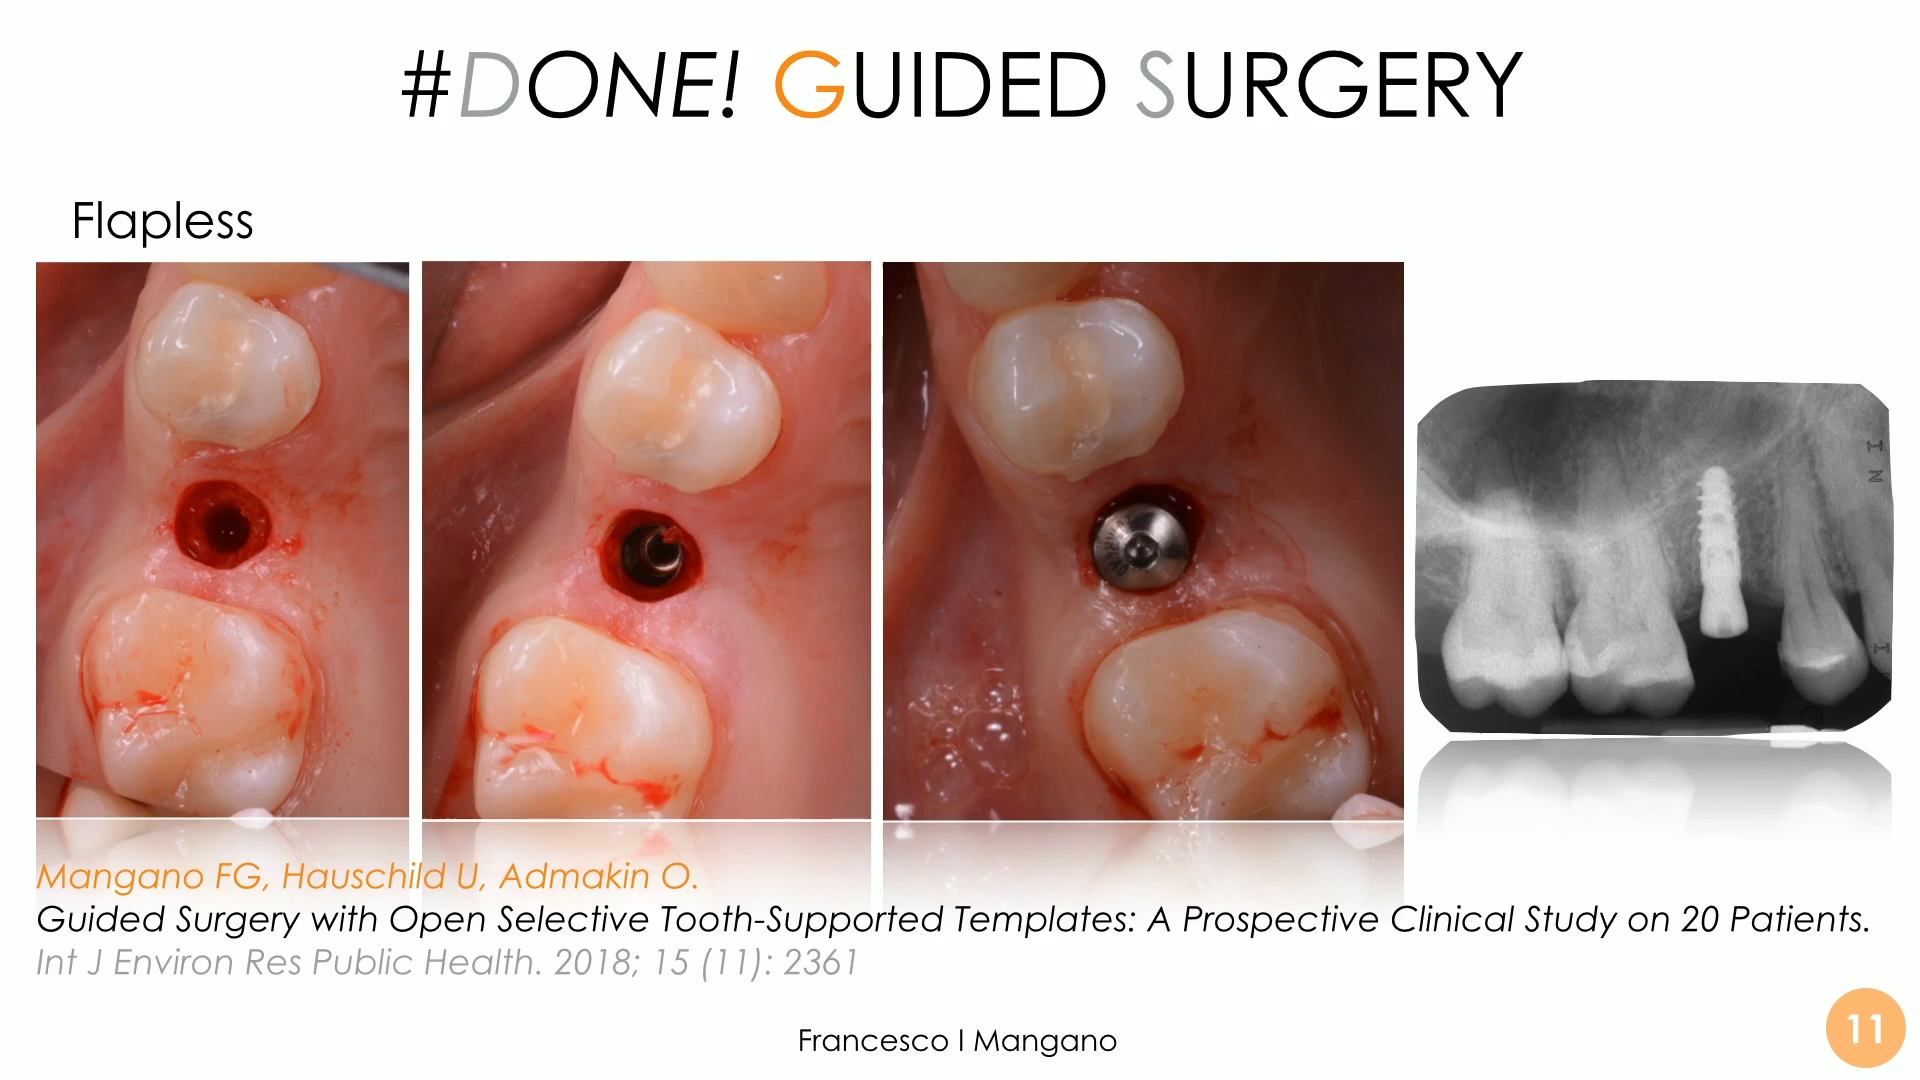 #DONE! GUIDED SURGERY
Flapless
Mangano FG, Hauschild U, Admakin O.
Guided Surgery with Open Selective Tooth-Supported Templates: A Prospective Clinical Study on 20 Patients.
Int J Environ Res Public Health. 2018; 15 (11): 2361
Francesco I Mangano
11